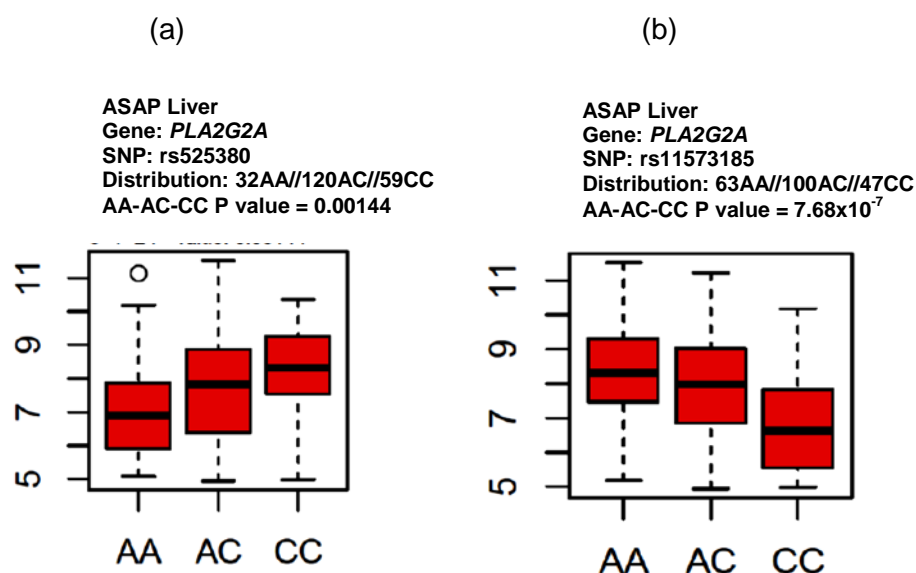 (a)
ASAP Liver
Gene: PLA2G2A
SNP: rs525380
Distribution: 32AA//120AC//59CC
AA-AC-CC P value = 0.00144
11
9
7
5
AA AC CC
(b)
ASAP Liver
Gene: PLA2G2A
SNP: rs11573185
Distribution: 63AA//100AC//47CC
AA-AC-CC P value = 7.68x10-7
11
9
7
5
AA AC CC